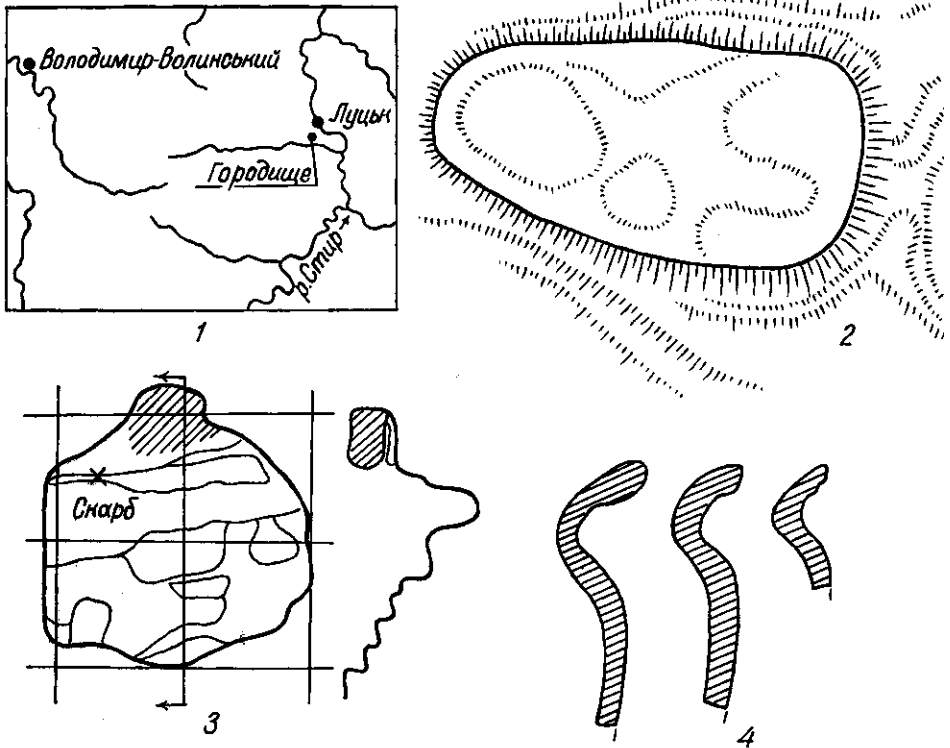 Володимир-Волинський
Луцьк
Городище
р.Стир
1
2
Скарб
3
4